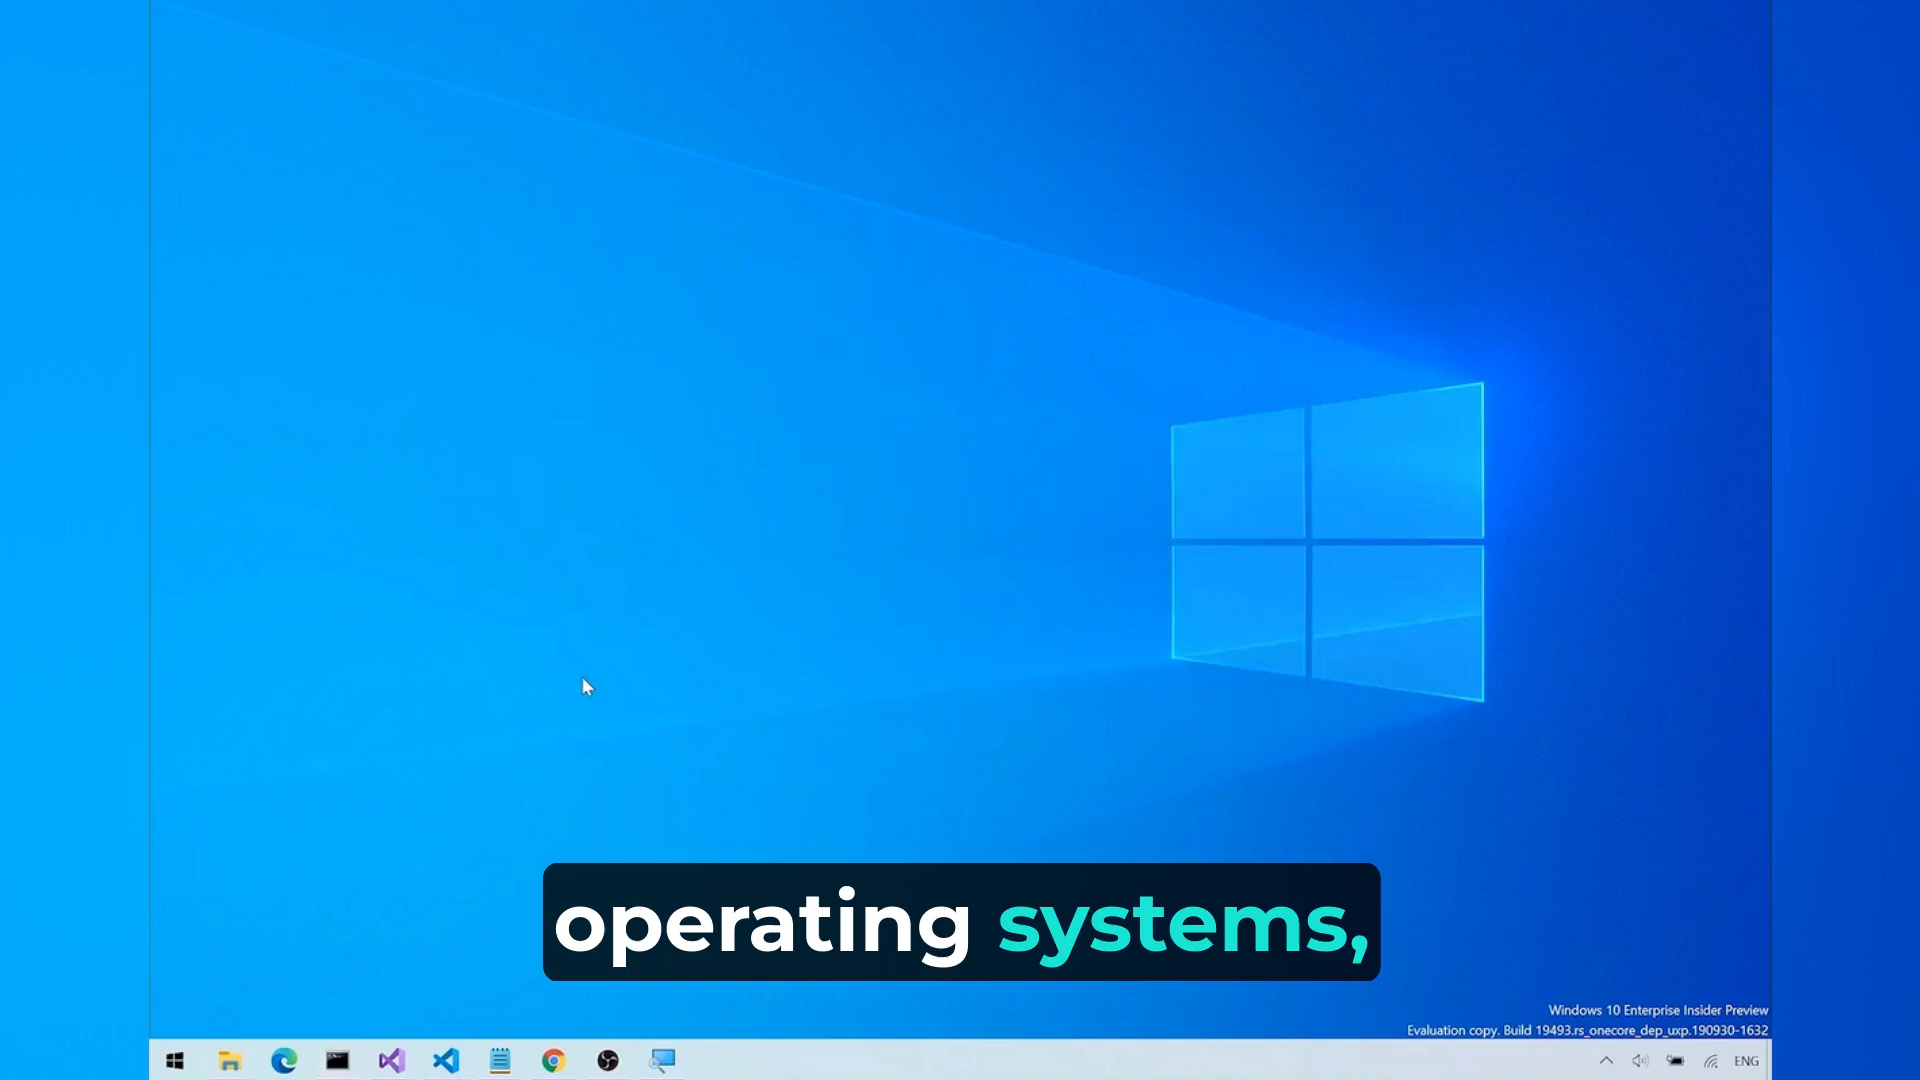 operating systems,
Windows 10 Enterprise Insider Preview
Evaluation copy. Build 19493.rs_onecore_dep_uxp.190930-1632
ENG